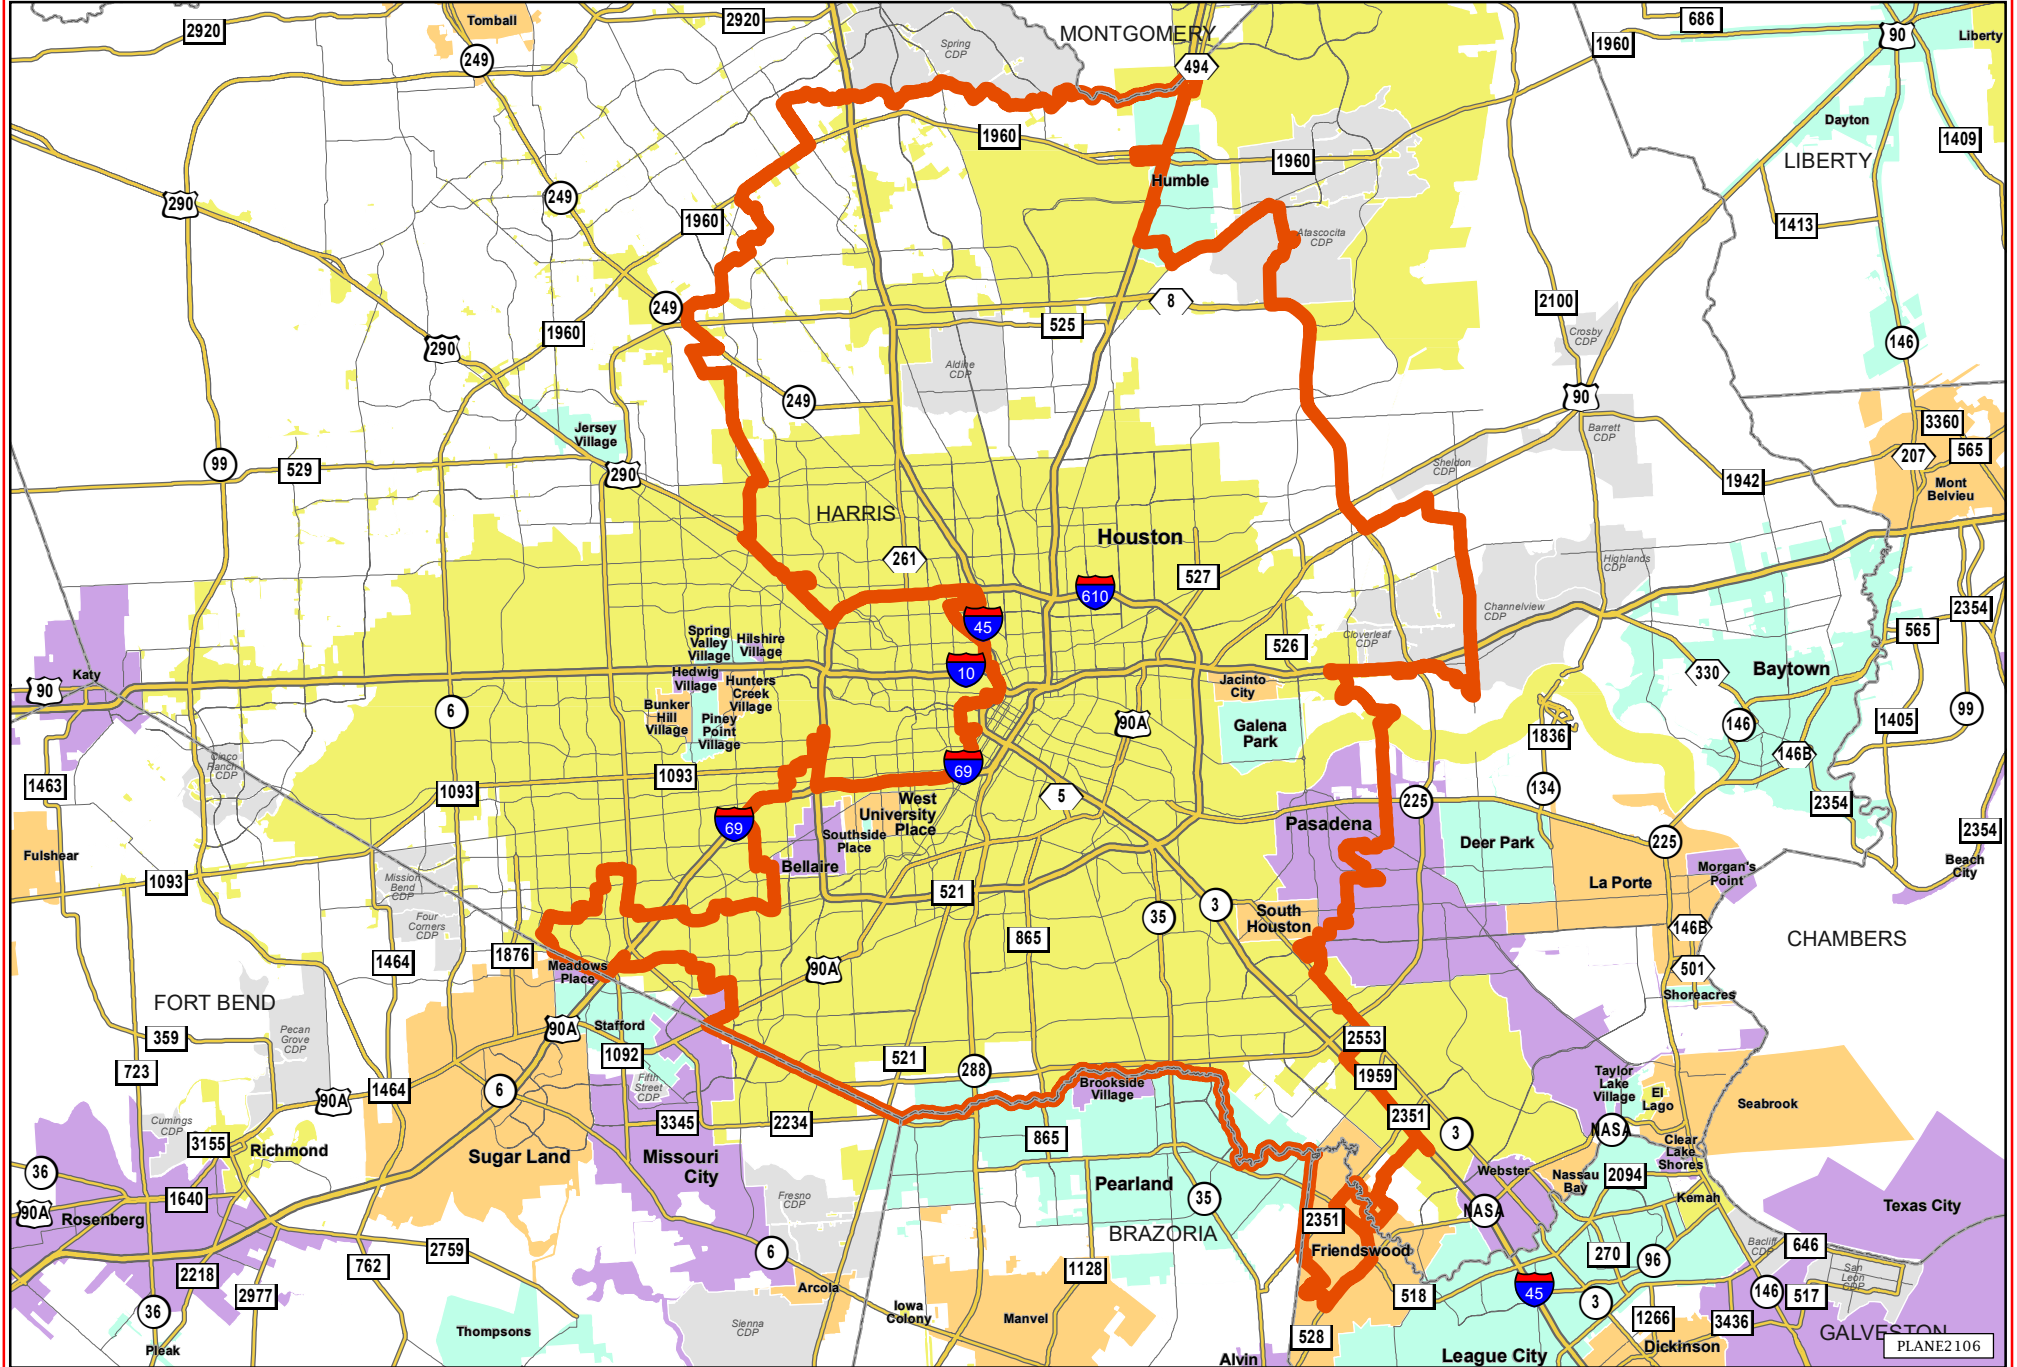 MONTGOMERY
Tomball
2920
2920
686
90
Liberty
1960
249
Spring
CDP
494
Dayton
1960
1409
LIBERTY
1960
Humble
290
249
1960
1413
Atascocita
CDP
249
8
2100
525
1960
Crosby
CDP
290
146
Aldine
CDP
249
90
3360
Jersey
Village
Barrett
CDP
565
207
99
529
290
Sheldon
CDP
1942
Mont
Belvieu
HARRIS
Houston
261
Highlands
CDP
527
610
Channelview
CDP
2354
45
565
Spring
Valley
Village
Hilshire
Village
Cloverleaf
CDP
526
10
330
Baytown
Katy
90
Hedwig
Village
Hunters
Creek
Village
Jacinto
City
6
Bunker
Hill
Village
Piney
Point
Village
90A
Galena
Park
146
1405
99
1836
Cinco
Ranch
CDP
146B
69
1093
1463
1093
5
134
225
2354
West
University
Place
69
Pasadena
Southside
Place
2354
Deer Park
225
Fulshear
Bellaire
Beach
City
Morgan's
Point
1093
Mission
Bend
CDP
La Porte
521
3
35
South
Houston
Four
Corners
CDP
146B
865
CHAMBERS
1876
1464
90A
Meadows
Place
501
Shoreacres
FORT BEND
Stafford
90A
Pecan
Grove
CDP
359
2553
1092
521
288
723
1959
Fifth
Street
CDP
Brookside
Village
Taylor
Lake
Village
1464
6
90A
El
Lago
Seabrook
2351
Cumings
CDP
3345
2234
3
NASA
3155
865
Richmond
Sugar Land
Missouri
City
Clear
Lake
Shores
36
Webster
Nassau
Bay
2094
Pearland
1640
Fresno
CDP
35
Kemah
90A
Rosenberg
NASA
Texas City
2351
BRAZORIA
Friendswood
2759
6
270
96
Bacliff
CDP
646
762
2218
1128
San
Leon
CDP
Arcola
45
518
146
517
2977
36
Iowa
Colony
Manvel
3
1266
3436
Thompsons
Sienna
CDP
528
GALVESTON
Pleak
Alvin
League City
Dickinson
PLANE2106